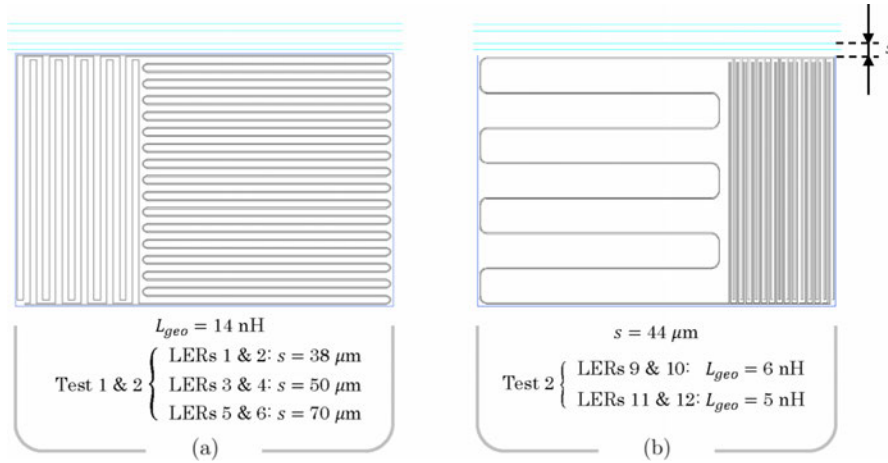 s
L_geo = 14 nH
Test 1 & 2 { LERs 1 & 2: s = 38 μm
LERs 3 & 4: s = 50 μm
LERs 5 & 6: s = 70 μm
(a)
s = 44 μm
Test 2 { LERs 9 & 10: L_geo = 6 nH
LERs 11 & 12: L_geo = 5 nH
(b)